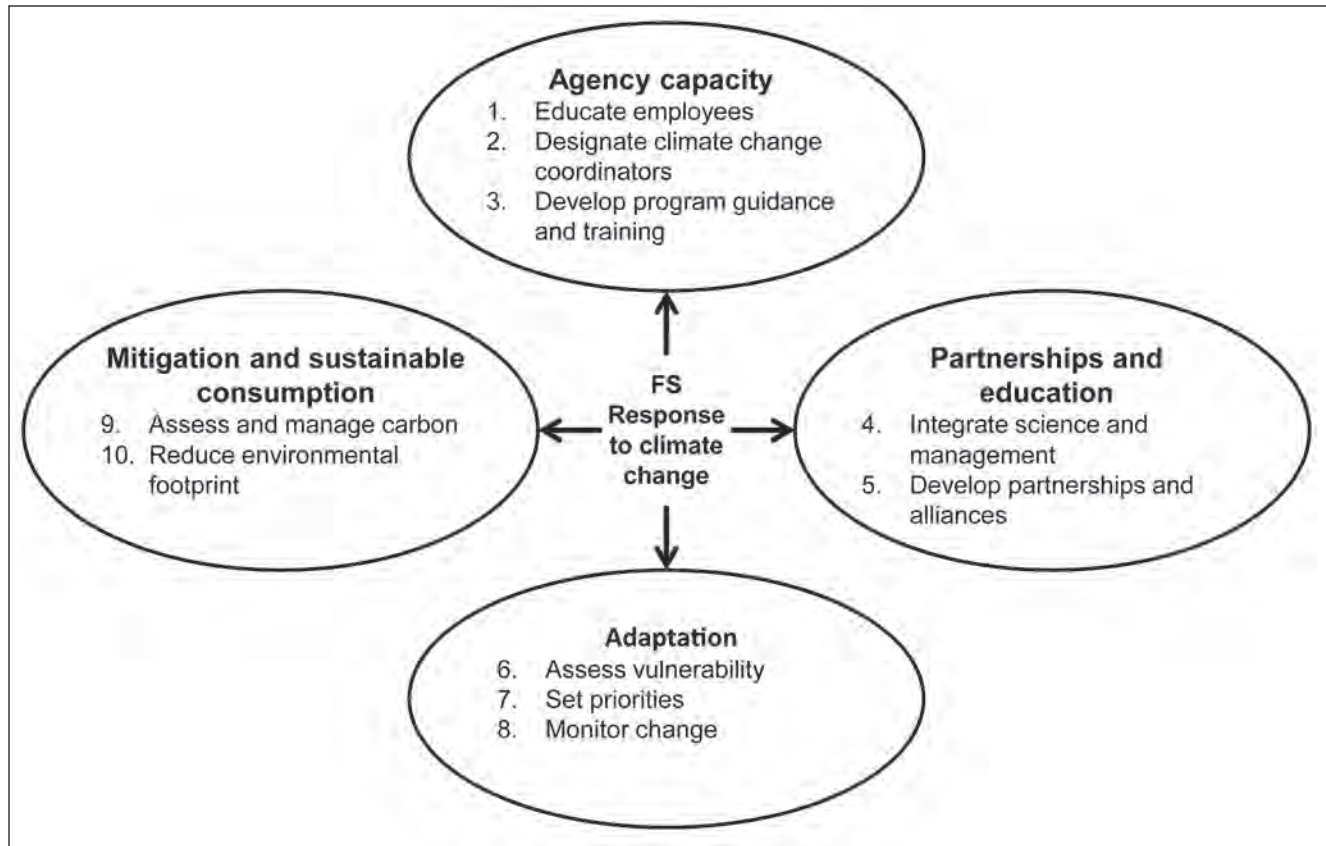 Agency capacity
1. Educate employees
2. Designate climate change
coordinators
3. Develop program guidance
and training
Mitigation and sustainable
consumption
9. Assess and manage carbon
10. Reduce environmental
footprint
FS
Response
to climate
change
Partnerships and
education
4. Integrate science and
management
5. Develop partnerships and
alliances
Adaptation
6. Assess vulnerability
7. Set priorities
8. Monitor change